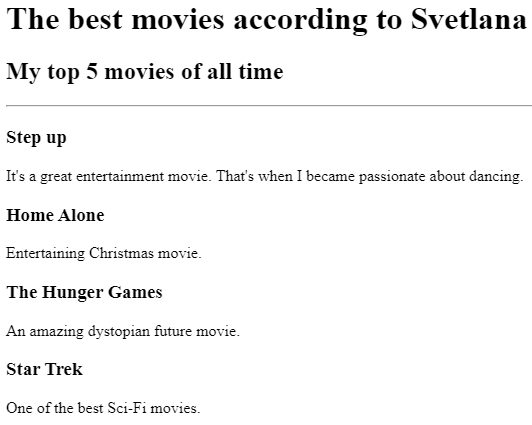 The best movies according to Svetlana
My top 5 movies of all time
Step up
It's a great entertainment movie. That's when I became passionate about dancing.
Home Alone
Entertaining Christmas movie.
The Hunger Games
An amazing dystopian future movie.
Star Trek
One of the best Sci-Fi movies.